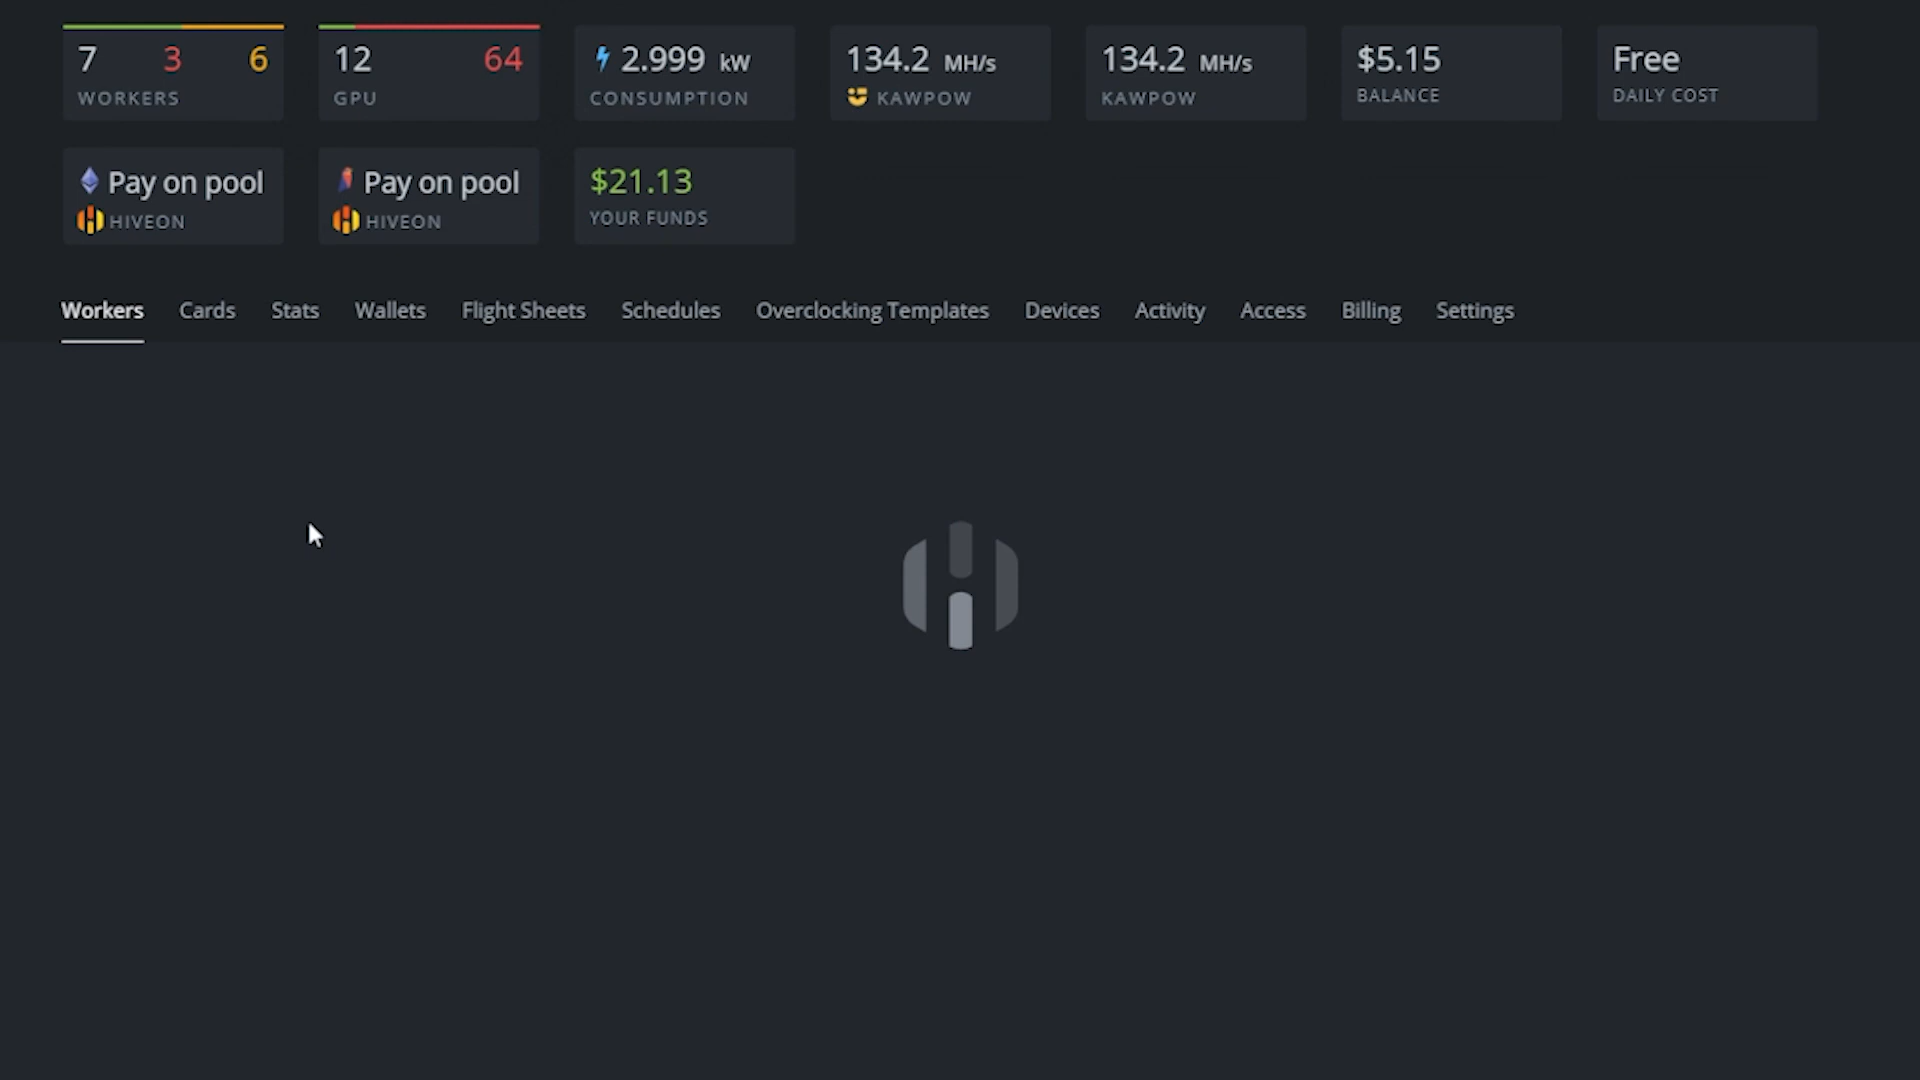 7 3 6
WORKERS
12 64
GPU
2.999 kW
CONSUMPTION
134.2 MH/s
KAWPOW
134.2 MH/s
KAWPOW
$5.15
BALANCE
Free
DAILY COST
Pay on pool
HIVEON
Pay on pool
HIVEON
$21.13
YOUR FUNDS
Workers Cards Stats Wallets Flight Sheets Schedules Overclocking Templates Devices Activity Access Billing Settings